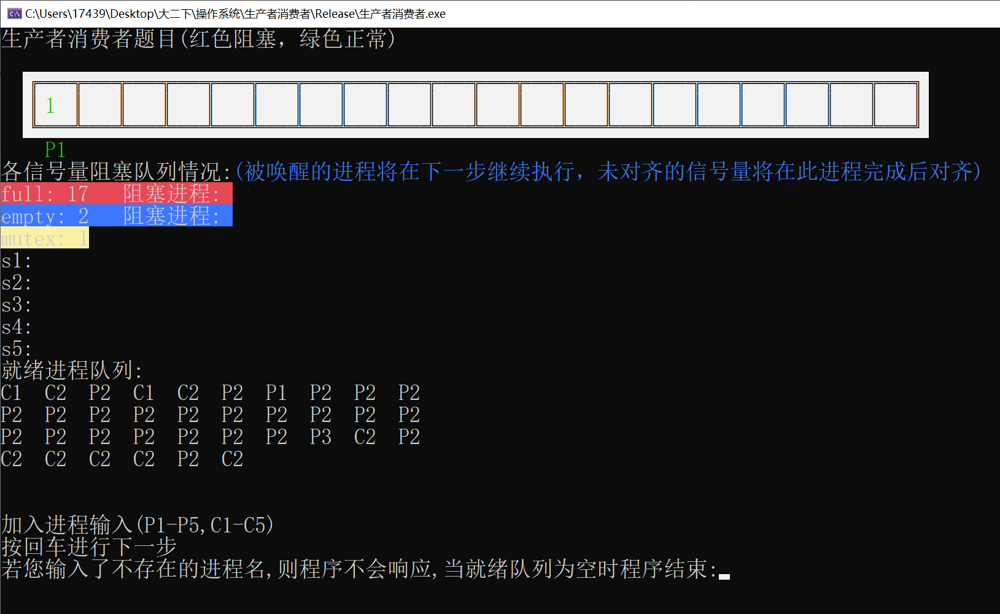 C:\Users\17439\Desktop\大二下\操作系统\生产者消费者\Release\生产者消费者.exe
生产者消费者题目(红色阻塞，绿色正常)
1
P1
各信号量阻塞队列情况:(被唤醒的进程将在下一步继续执行，未对齐的信号量将在此进程完成后对齐)
full: 17 阻塞进程:
empty: 2 阻塞进程:
mutex: 1
s1:
s2:
s3:
s4:
s5:
就绪进程队列:
C1 C2 P2 C1 C2 P2 P1 P2 P2 P2
P2 P2 P2 P2 P2 P2 P2 P2 P2 P2
P2 P2 P2 P2 P2 P2 P2 P3 C2 P2
C2 C2 C2 C2 P2 C2
加入进程输入(P1-P5,C1-C5)
按回车进行下一步
若您输入了不存在的进程名,则程序不会响应,当就绪队列为空时程序结束: